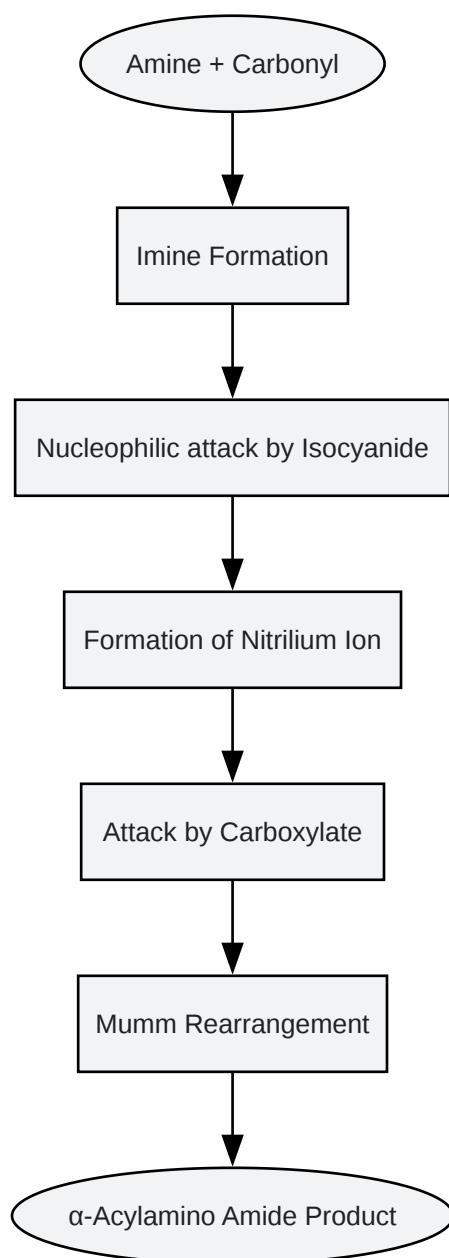 Amine + Carbonyl
Imine Formation
Nucleophilic attack by Isocyanide
Formation of Nitrilium Ion
Attack by Carboxylate
Mumm Rearrangement
α-Acylamino Amide Product